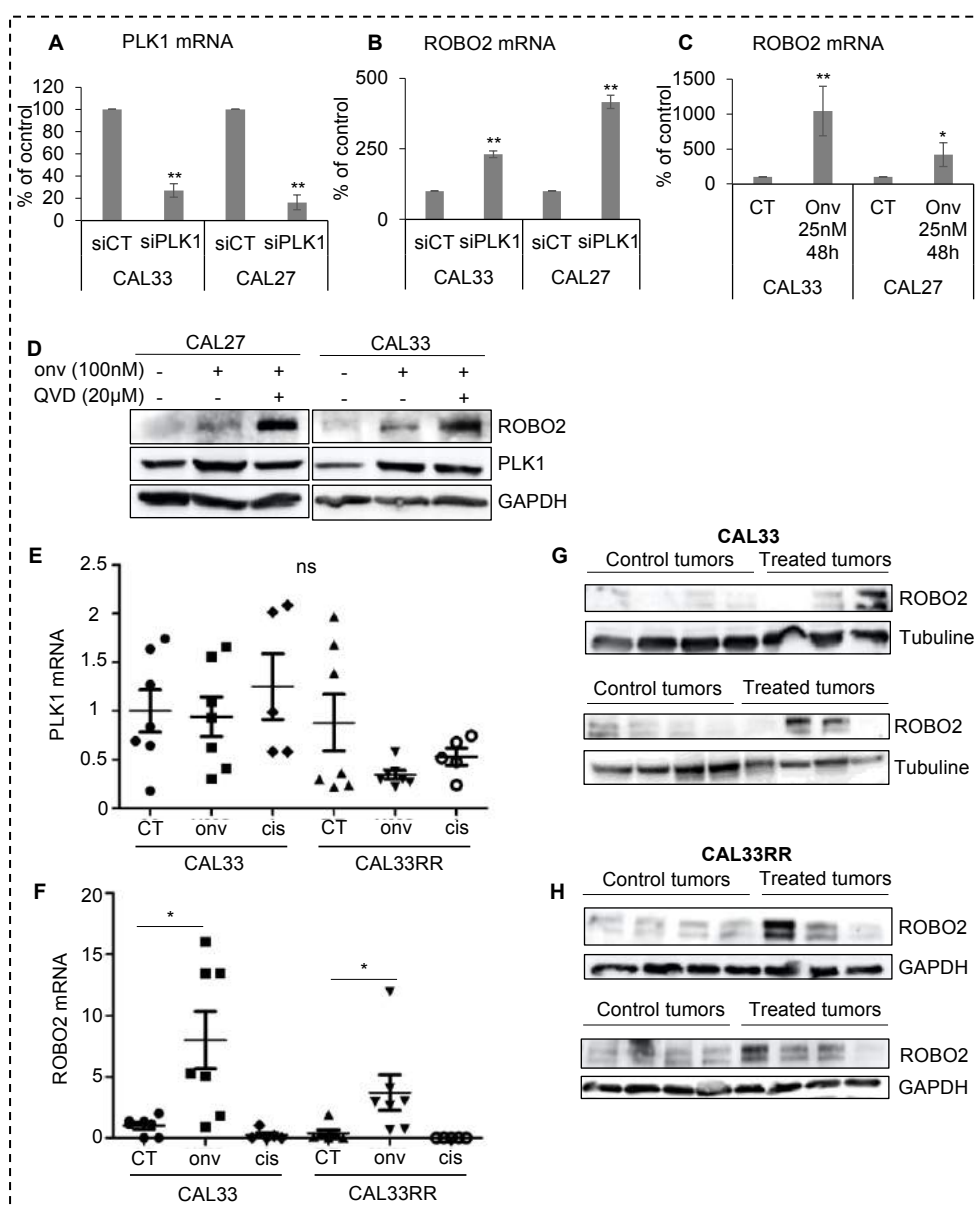 A PLK1 mRNA
% of ocntrol
120
100
80
60
40
20
0
** **
siCT siPLK1 siCT siPLK1
CAL33 CAL27
B ROBO2 mRNA
% of control
500
250
0
** **
siCT siPLK1 siCT siPLK1
CAL33 CAL27
C ROBO2 mRNA
% of control
1500
1000
500
0
** *
CT Onv CT Onv
25nM 25nM
48h 48h
CAL33 CAL27
D CAL27 CAL33
onv (100nM) - + + - + +
QVD (20µM) - - + - - +
ROBO2
PLK1
GAPDH
E
PLK1 mRNA
2.5
2
1.5
1
0.5
0
ns
CT onv cis CT onv cis
CAL33 CAL33RR
F
ROBO2 mRNA
20
15
10
5
0
* *
CT onv cis CT onv cis
CAL33 CAL33RR
G CAL33
Control tumors Treated tumors
ROBO2
Tubuline
Control tumors Treated tumors
ROBO2
Tubuline
H CAL33RR
Control tumors Treated tumors
ROBO2
GAPDH
Control tumors Treated tumors
ROBO2
GAPDH